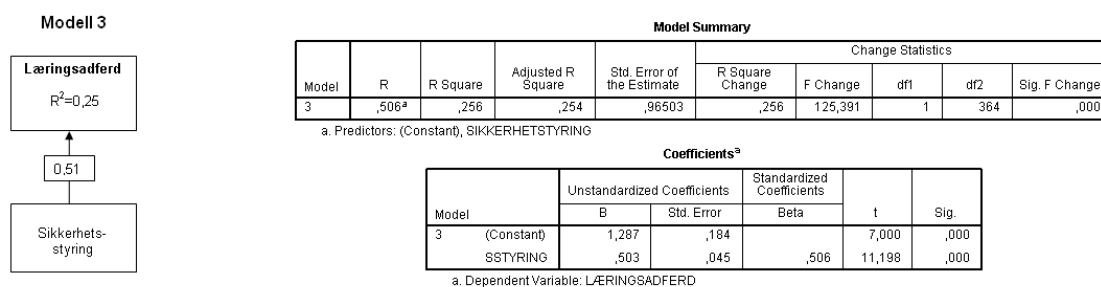 Modell 3
Læringsadferd
R²=0,25
0,51
Sikkerhets-
styring
Model Summary
Change Statistics
Model R R Square Adjusted R Square Std. Error of the Estimate R Square Change F Change df1 df2 Sig. F Change
3 ,506ᵃ ,256 ,254 ,96503 ,256 125,391 1 364 ,000
a. Predictors: (Constant), SIKKERHETSTYRING
Coefficientsᵃ
Unstandardized Coefficients Standardized Coefficients
Model B Std. Error Beta t Sig.
3 (Constant) 1,287 ,184 7,000 ,000
SSTYRING ,503 ,045 ,506 11,198 ,000
a. Dependent Variable: LÆRINGSADFERD